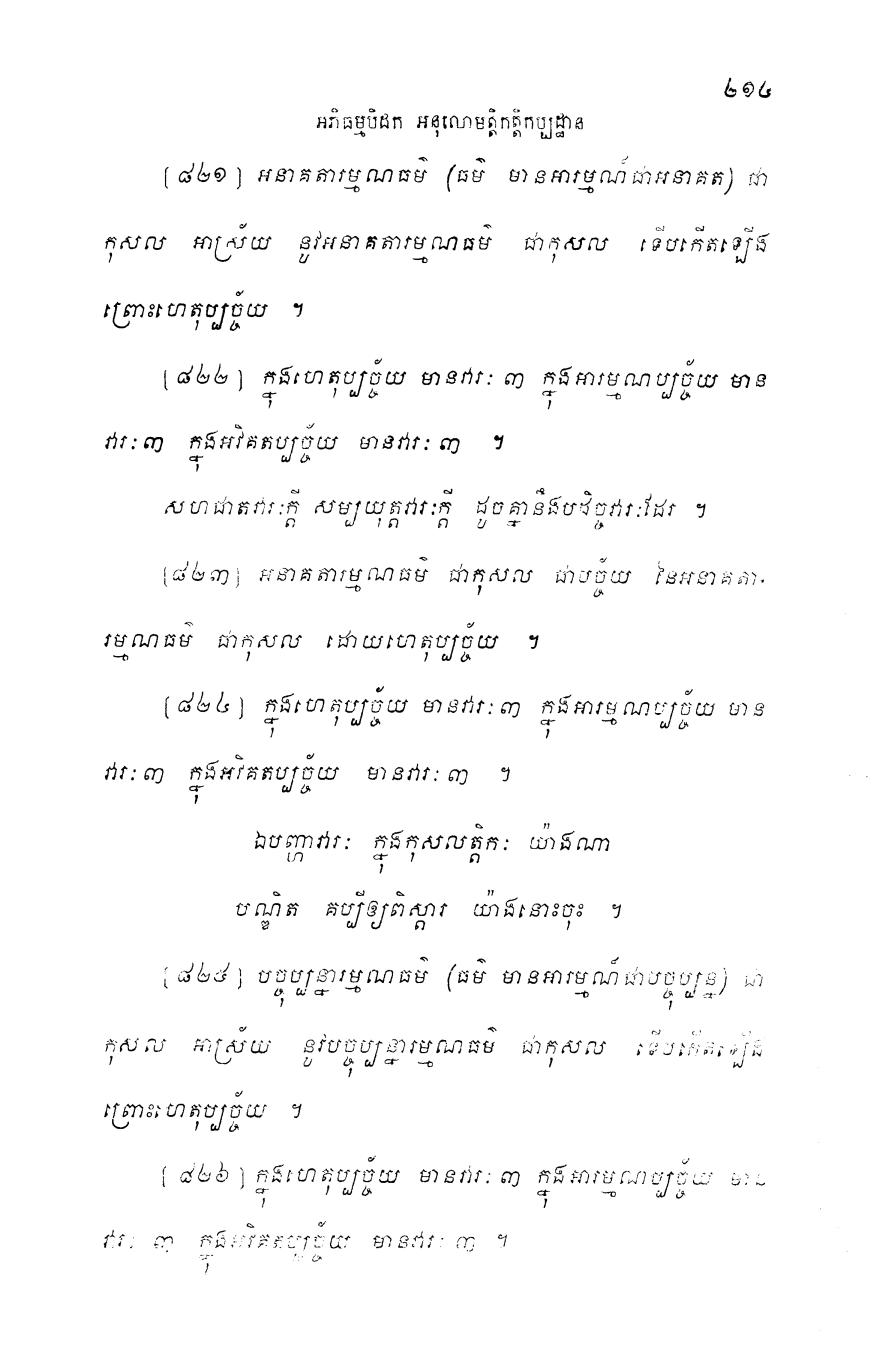 ២១៤
អភិធម្មបិដក អនុលោមត្តិកត្តិកប្បដ្ឋាន
[៨២១] អនាគតារម្មណធម៌ (ធម៌ មានអារម្មណ៍ជាអនាគត) ជា
កុសល អាស្រ័យ នូវអនាគតារម្មណធម៌ ជាកុសល ទើបកើតឡើង
ព្រោះហេតុប្បច្ច័យ ។
[៨២២] ក្នុងហេតុប្បច្ច័យ មានវារៈ ៣ ក្នុងអារម្មណប្បច្ច័យ មាន
វារៈ៣ ក្នុងអវិគតប្បច្ច័យ មានវារៈ៣ ។
សហជាតវារៈក្តី សម្បយុត្តវារៈក្តី ដូចគ្នានឹងបដិច្ចវារៈដែរ ។
[៨២៣] អនាគតារម្មណធម៌ ជាកុសល ជាបច្ច័យ នៃអនាគតា-
រម្មណធម៌ ជាកុសល ដោយហេតុប្បច្ច័យ ។
[៨២៤] ក្នុងហេតុប្បច្ច័យ មានវារៈ៣ ក្នុងអារម្មណប្បច្ច័យ មាន
វារៈ៣ ក្នុងអវិគតប្បច្ច័យ មានវារៈ៣ ។
ឯបញ្ហាវារៈ ក្នុងកុសលត្តិកៈ យ៉ាងណា
បណ្ឌិត គប្បីឲ្យពិស្តារ យ៉ាងនោះចុះ ។
[៨២៥] បច្ចុប្បន្នារម្មណធម៌ (ធម៌ មានអារម្មណ៍ជាបច្ចុប្បន្ន) ជា
កុសល អាស្រ័យ នូវបច្ចុប្បន្នារម្មណធម៌ ជាកុសល ទើបកើតឡើង
ព្រោះហេតុប្បច្ច័យ ។
[៨២៦] ក្នុងហេតុប្បច្ច័យ មានវារៈ៣ ក្នុងអារម្មណប្បច្ច័យ មាន
វារៈ ៣ ក្នុងអវិគតប្បច្ច័យ មានវារៈ ៣ ។